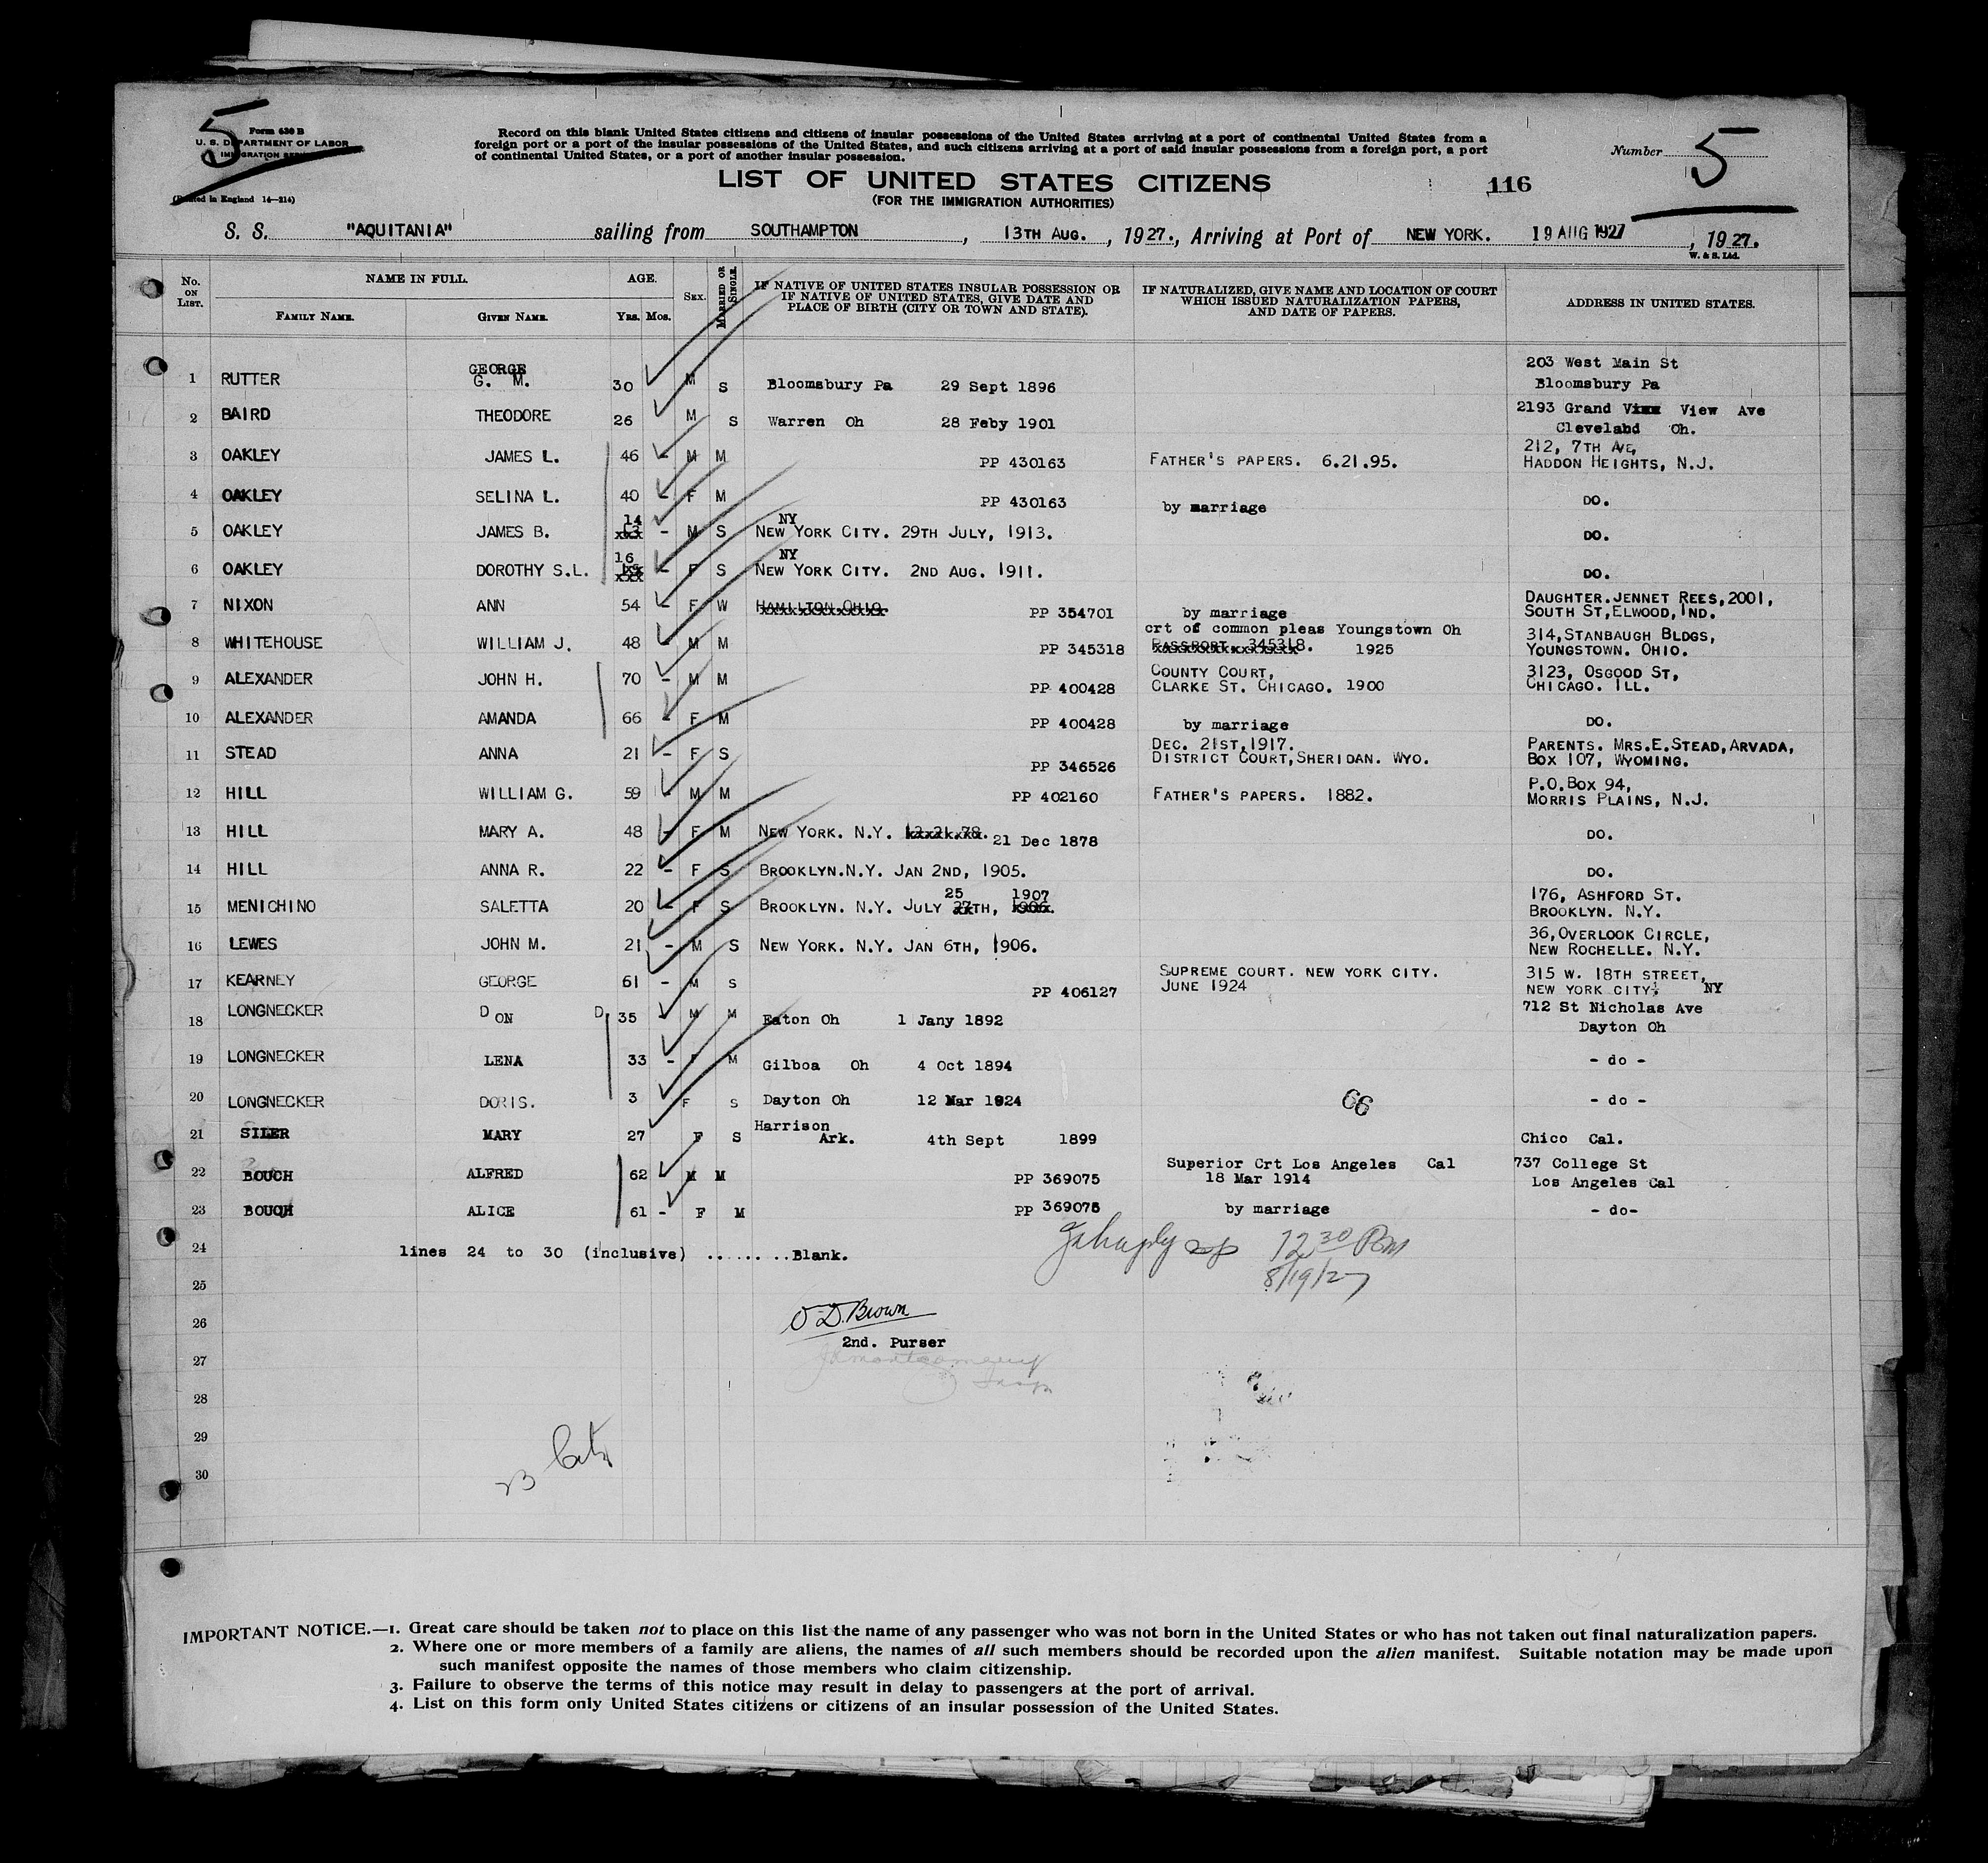 5
Form 630 B
U. S. DEPARTMENT OF LABOR
IMMIGRATION
(Printed in England 14—214)
Record on this blank United States citizens and citizens of insular possessions of the United States arriving at a port of continental United States from a
foreign port or a port of the insular possessions of the United States, and such citizens arriving at a port of said insular possessions from a foreign port, a port
of continental United States, or a port of another insular possession.
Number 5
LIST OF UNITED STATES CITIZENS 116
(FOR THE IMMIGRATION AUTHORITIES)
S. S. "AQUITANIA" sailing from SOUTHAMPTON, 13TH AUG., 1927., Arriving at Port of NEW YORK. 19 AUG 1927, 1927.
W. & S. Ltd.
No. ON LIST. NAME IN FULL. FAMILY NAME. GIVEN NAME. AGE. YRS. MOS. SEX. MARRIED OR SINGLE. IF NATIVE OF UNITED STATES INSULAR POSSESSION OR IF NATIVE OF UNITED STATES, GIVE DATE AND PLACE OF BIRTH (CITY OR TOWN AND STATE). IF NATURALIZED, GIVE NAME AND LOCATION OF COURT WHICH ISSUED NATURALIZATION PAPERS, AND DATE OF PAPERS. ADDRESS IN UNITED STATES.
1 RUTTER GEORGE G. M. 30 M S Bloomsbury Pa 29 Sept 1896 203 West Main St Bloomsbury Pa
2 BAIRD THEODORE 26 M S Warren Oh 28 Feby 1901 2193 Grand View Ave Cleveland Oh.
3 OAKLEY JAMES L. 46 - M M PP 430163 FATHER'S PAPERS. 6.21.95. 212, 7TH AVE, HADDON HEIGHTS, N.J.
4 OAKLEY SELINA L. 40 - F M PP 430163 by marriage DO.
5 OAKLEY JAMES B. 14 13 - M S NEW YORK CITY. NY 29TH JULY, 1913. DO.
6 OAKLEY DOROTHY S.L. 16 15 - F S NEW YORK CITY. NY 2ND AUG. 1911. DO.
7 NIXON ANN 54 - F W HAMILTON OHIO. PP 354701 by marriage DAUGHTER.JENNET REES, 2001, SOUTH ST, ELWOOD, IND.
8 WHITEHOUSE WILLIAM J. 48 - M M PP 345318 crt of common pleas Youngstown Oh PASSPORT. 345318. 1925 314, STANBAUGH BLDGS, YOUNGSTOWN. OHIO.
9 ALEXANDER JOHN H. 70 - M M PP 400428 COUNTY COURT, CLARKE ST. CHICAGO. 1900 3123, OSGOOD ST, CHICAGO. ILL.
10 ALEXANDER AMANDA 66 - F M PP 400428 by marriage DO.
11 STEAD ANNA 21 - F S PP 346526 DEC. 21ST, 1917. DISTRICT COURT, SHERIDAN. WYO. PARENTS. MRS.E.STEAD, ARVADA, BOX 107, WYOMING.
12 HILL WILLIAM G. 59 - M M PP 402160 FATHER'S PAPERS. 1882. P.O.BOX 94, MORRIS PLAINS, N.J.
13 HILL MARY A. 48 - F M NEW YORK. N.Y. 12.21.78. 21 Dec 1878 DO.
14 HILL ANNA R. 22 - F S BROOKLYN.N.Y. JAN 2ND, 1905. DO.
15 MENICHINO SALETTA 20 - F S BROOKLYN. N.Y. JULY 25 27TH, 1907 1906. 176, ASHFORD ST. BROOKLYN. N.Y.
16 LEWES JOHN M. 21 - M S NEW YORK. N.Y. JAN 6TH, 1906. 36, OVERLOOK CIRCLE, NEW ROCHELLE. N.Y.
17 KEARNEY GEORGE 61 - M S PP 406127 SUPREME COURT. NEW YORK CITY. JUNE 1924 315 W. 18TH STREET, NEW YORK CITY. NY
18 LONGNECKER DON D. 35 M M Eaton Oh 1 Jany 1892 712 St Nicholas Ave Dayton Oh
19 LONGNECKER LENA 33 - F M Gilboa Oh 4 Oct 1894 - do -
20 LONGNECKER DORIS. 3 F S Dayton Oh 12 Mar 1924 66 - do -
21 SILER MARY 27 F S Harrison Ark. 4th Sept 1899 Chico Cal.
22 BOUCH ALFRED 62 M M PP 369075 Superior Crt Los Angeles Cal 18 Mar 1914 737 College St Los Angeles Cal
23 BOUCH ALICE 61 - F M PP 369075 by marriage - do-
24 lines 24 to 30 (inclusive) ........Blank.
12 30 PM
8/19/27
25
26 O D. Brown
2nd. Purser
27
28
29
30
23
IMPORTANT NOTICE.—1. Great care should be taken not to place on this list the name of any passenger who was not born in the United States or who has not taken out final naturalization papers.
2. Where one or more members of a family are aliens, the names of all such members should be recorded upon the alien manifest. Suitable notation may be made upon
such manifest opposite the names of those members who claim citizenship.
3. Failure to observe the terms of this notice may result in delay to passengers at the port of arrival.
4. List on this form only United States citizens or citizens of an insular possession of the United States.